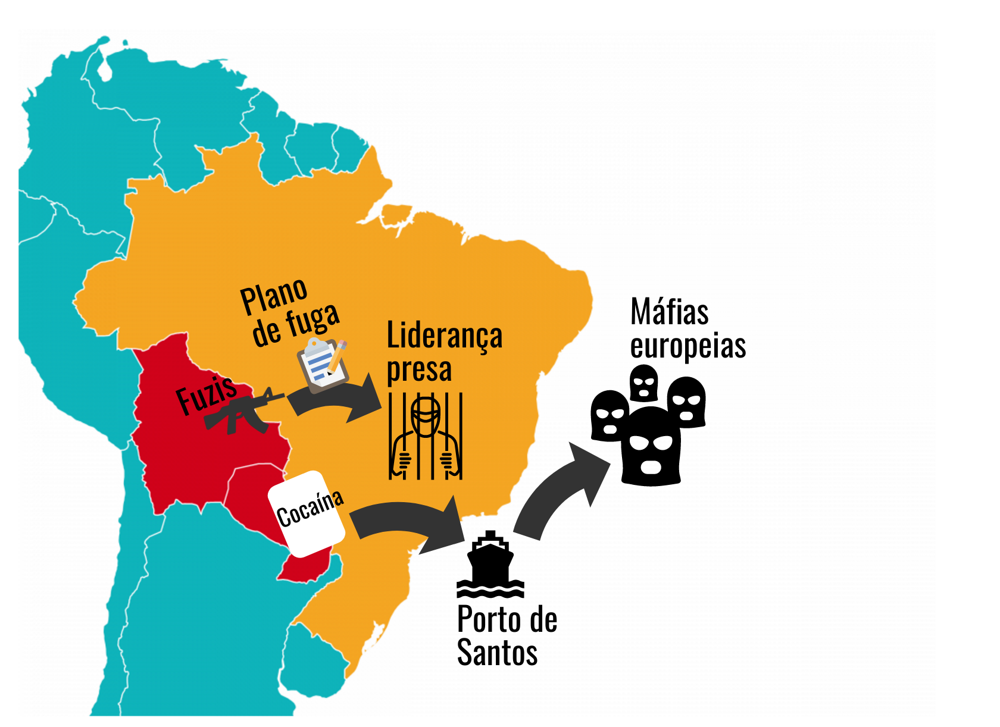 Plano
de fuga
Liderança
presa
Máfias
europeias
Fuzis
Cocaína
Porto de
Santos